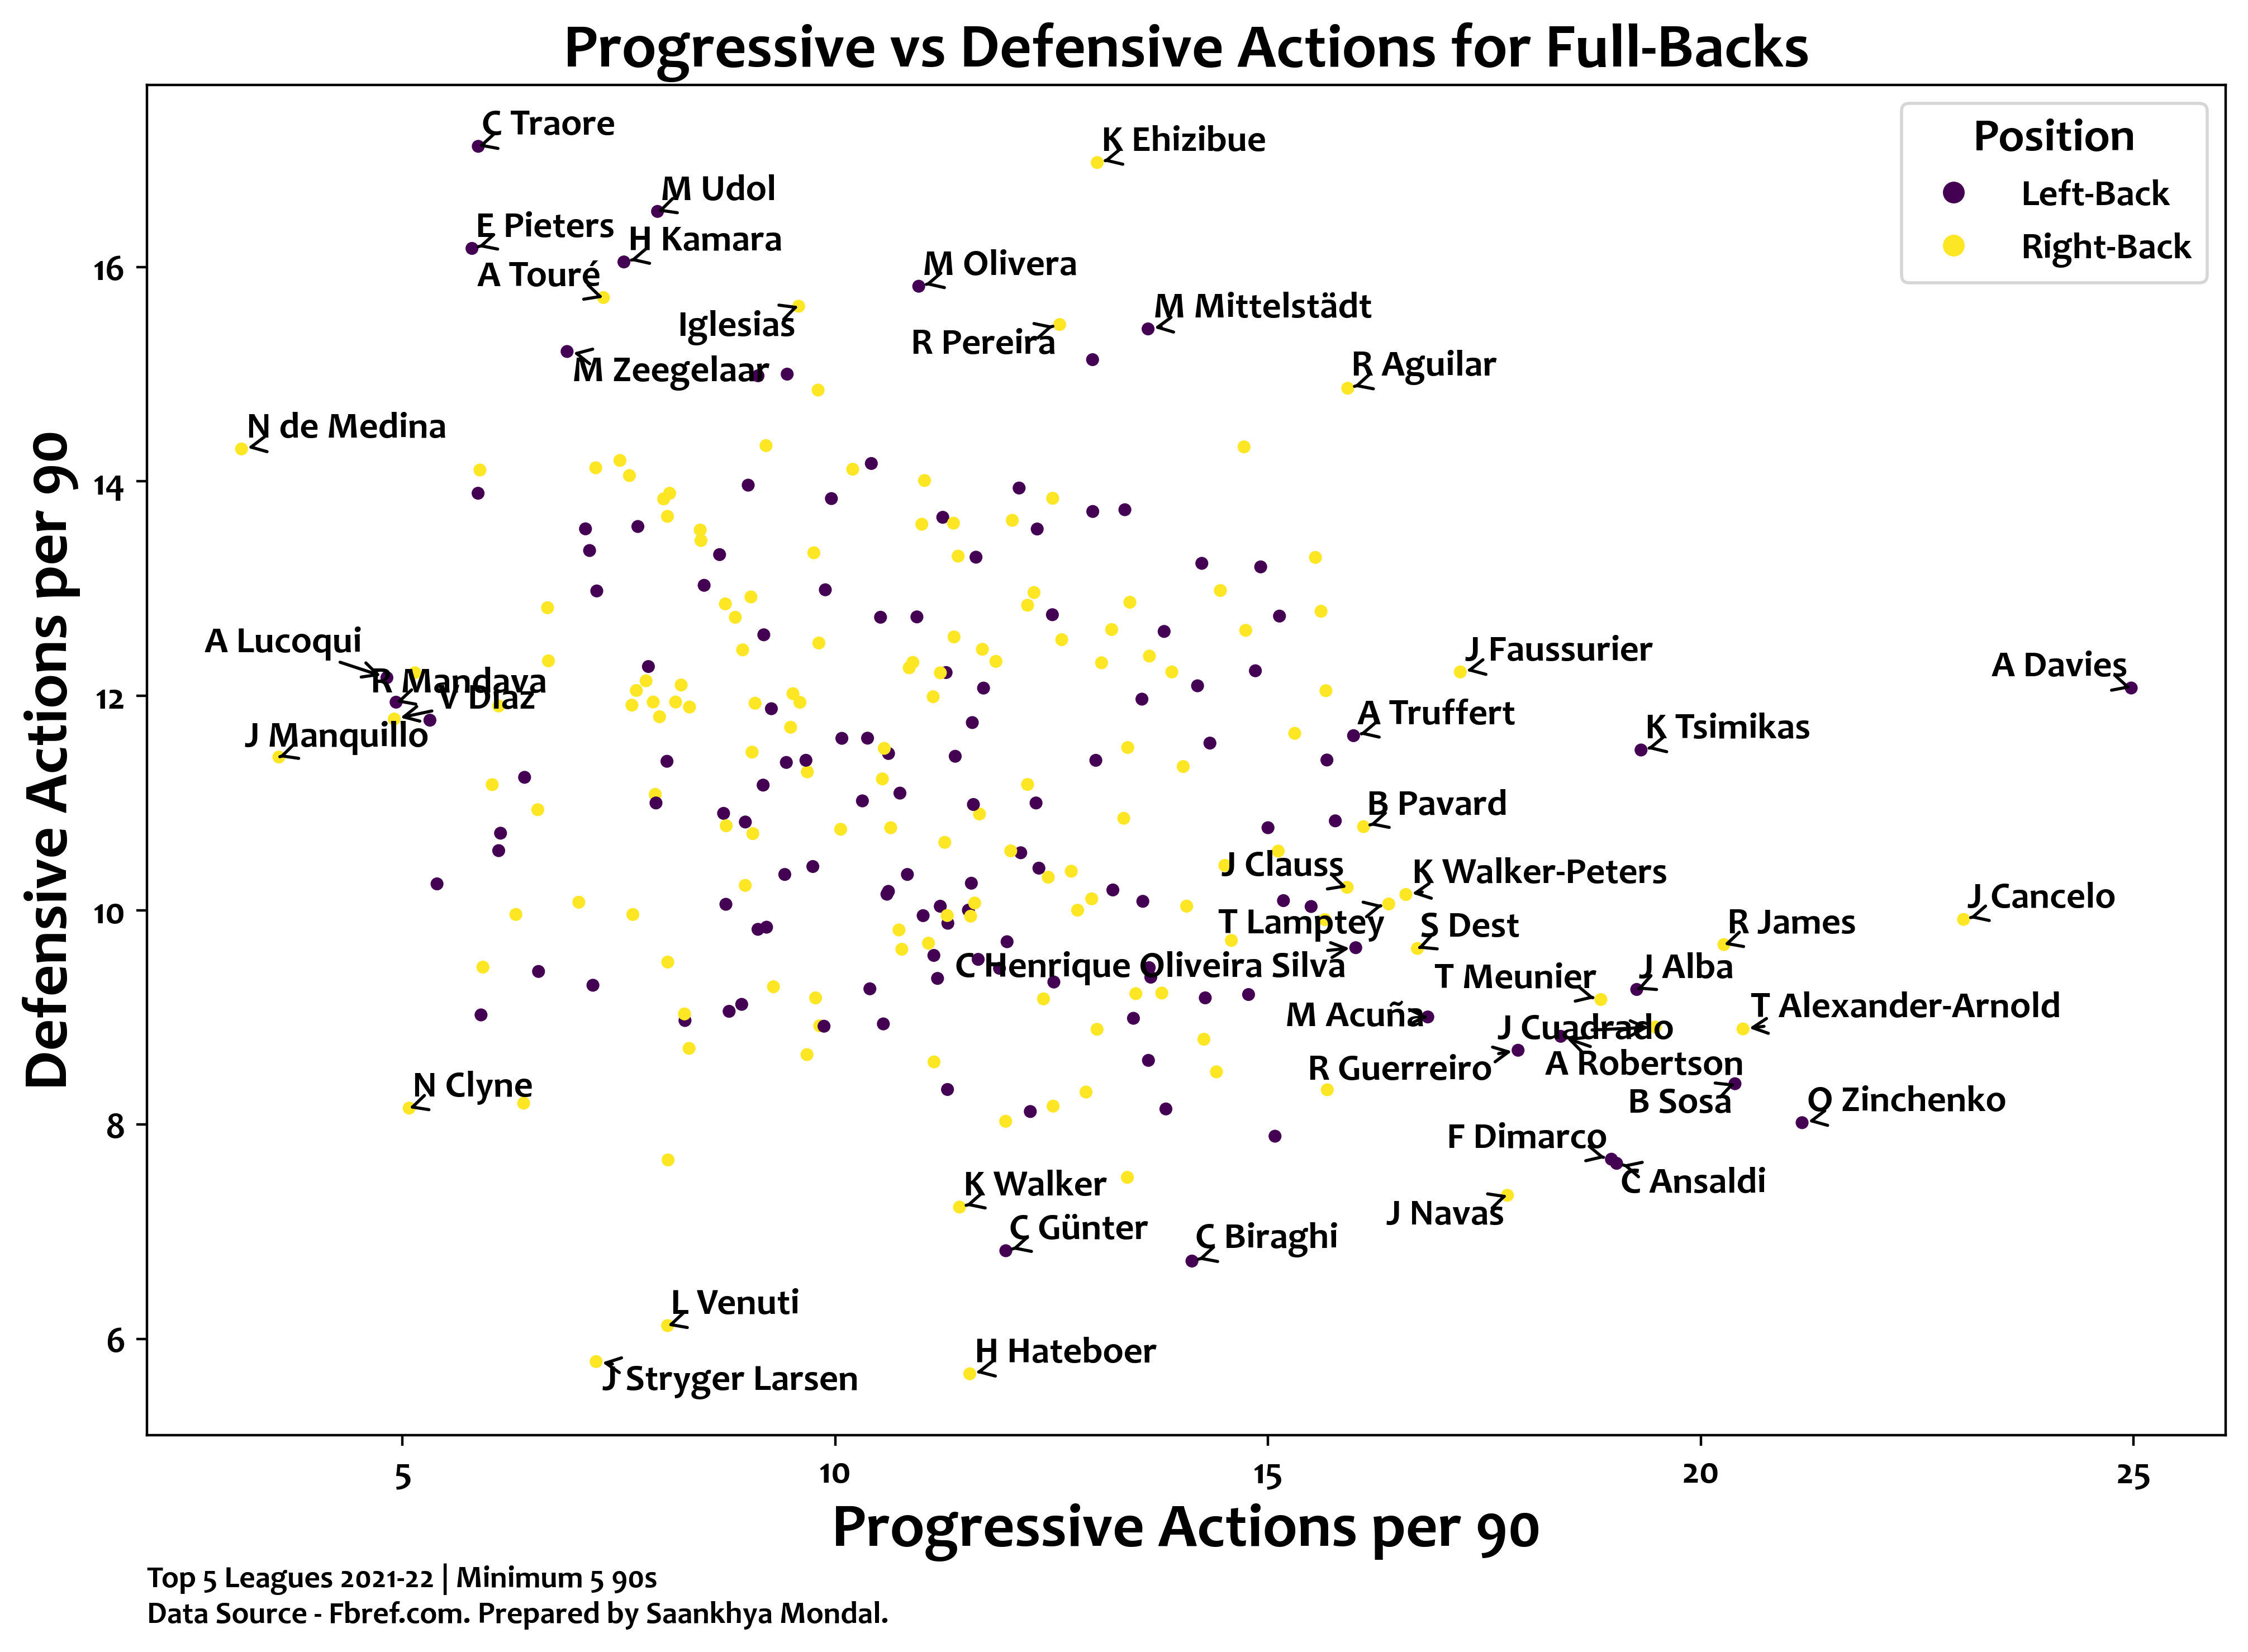 Progressive vs Defensive Actions for Full-Backs
C Traore
K Ehizibue
Position
Left-Back
Right-Back
M Udol
E Pieters
H Kamara
A Touré
M Olivera
M Mittelstädt
Iglesias
R Pereira
M Zeegelaar
R Aguilar
N de Medina
A Lucoqui
R Mandava
V Díaz
J Manquillo
J Faussurier
A Davies
A Truffert
K Tsimikas
B Pavard
J Clauss
K Walker-Peters
T Lamptey
S Dest
J Cancelo
R James
C Henrique Oliveira Silva
T Meunier
J Alba
M Acuña
J Cuadrado
T Alexander-Arnold
R Guerreiro
A Robertson
N Clyne
B Sosa
O Zinchenko
F Dimarco
C Ansaldi
K Walker
J Navas
C Günter
C Biraghi
L Venuti
J Stryger Larsen
H Hateboer
16
14
12
10
8
6
Defensive Actions per 90
5
10
15
20
25
Progressive Actions per 90
Top 5 Leagues 2021-22 | Minimum 5 90s
Data Source - Fbref.com. Prepared by Saankhya Mondal.